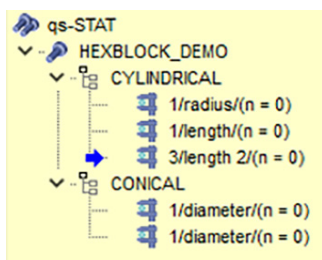 qs-STAT
HEXBLOCK_DEMO
CYLINDRICAL
1/radius/(n = 0)
1/length/(n = 0)
3/length 2/(n = 0)
CONICAL
1/diameter/(n = 0)
1/diameter/(n = 0)